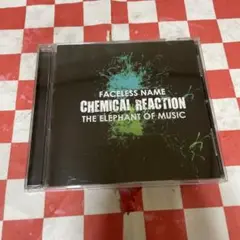 FACELESS NAME
CHEMICAL REACTION
THE ELEPHANT OF MUSIC